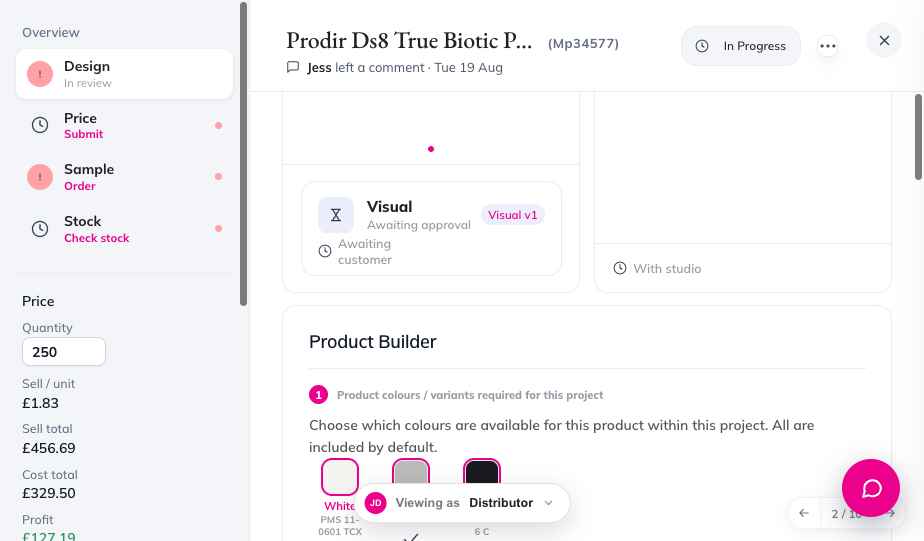 Overview
Design
In review
Price
Submit
Sample
Order
Stock
Check stock
Price
Quantity
250
Sell / unit
£1.83
Sell total
£456.69
Cost total
£329.50
Profit
£127.19
Prodir Ds8 True Biotic P... (Mp34577)
Jess left a comment · Tue 19 Aug
In Progress
Visual
Awaiting approval
Visual v1
Awaiting
customer
With studio
Product Builder
1 Product colours / variants required for this project
Choose which colours are available for this product within this project. All are
included by default.
White
PMS 11-
0601 TCX
6 C
JD Viewing as Distributor
2 / 10